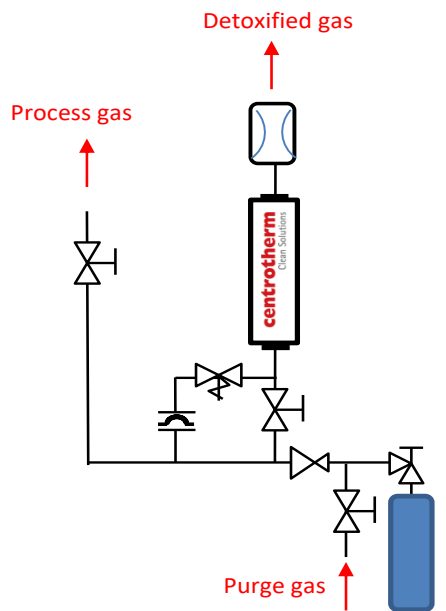 Detoxified gas
Process gas
centrotherm
Clean Solutions
Purge gas